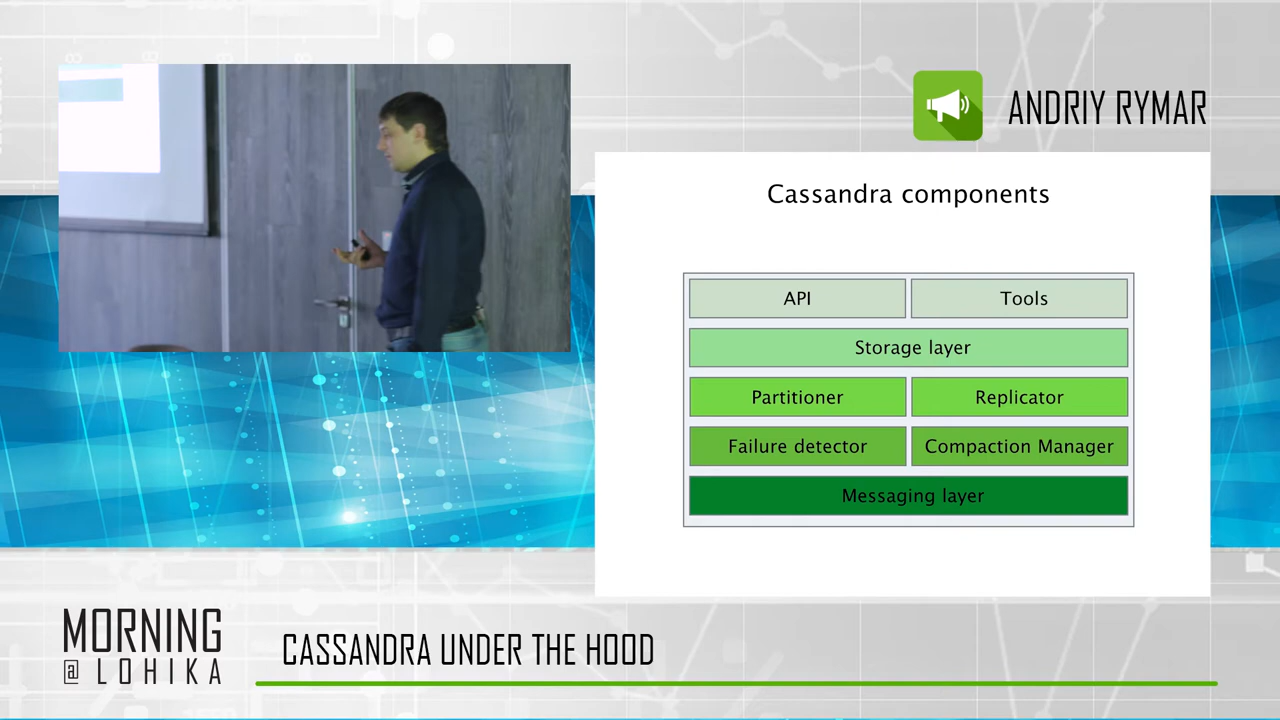 ANDRIY RYMAR
Cassandra components
API
Tools
Storage layer
Partitioner
Replicator
Failure detector
Compaction Manager
Messaging layer
MORNING
@ LOHIKA
CASSANDRA UNDER THE HOOD